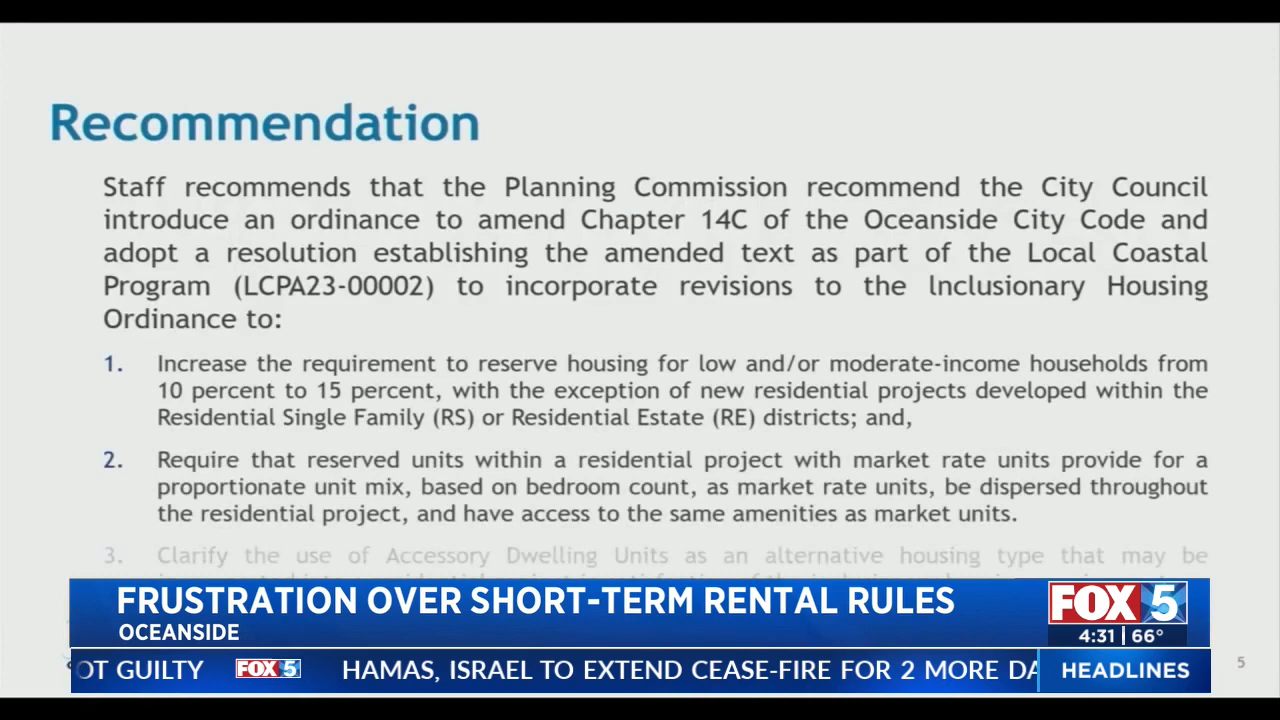 Recommendation
Staff recommends that the Planning Commission recommend the City Council
introduce an ordinance to amend Chapter 14C of the Oceanside City Code and
adopt a resolution establishing the amended text as part of the Local Coastal
Program (LCPA23-00002) to incorporate revisions to the Inclusionary Housing
Ordinance to:
1. Increase the requirement to reserve housing for low and/or moderate-income households from
10 percent to 15 percent, with the exception of new residential projects developed within the
Residential Single Family (RS) or Residential Estate (RE) districts; and,
2. Require that reserved units within a residential project with market rate units provide for a
proportionate unit mix, based on bedroom count, as market rate units, be dispersed throughout
the residential project, and have access to the same amenities as market units.
3. Clarify the use of Accessory Dwelling Units as an alternative housing type that may be
FRUSTRATION OVER SHORT-TERM RENTAL RULES
OCEANSIDE
FOX 5
4:31 | 66°
OT GUILTY FOX 5 HAMAS, ISRAEL TO EXTEND CEASE-FIRE FOR 2 MORE DA
HEADLINES
5